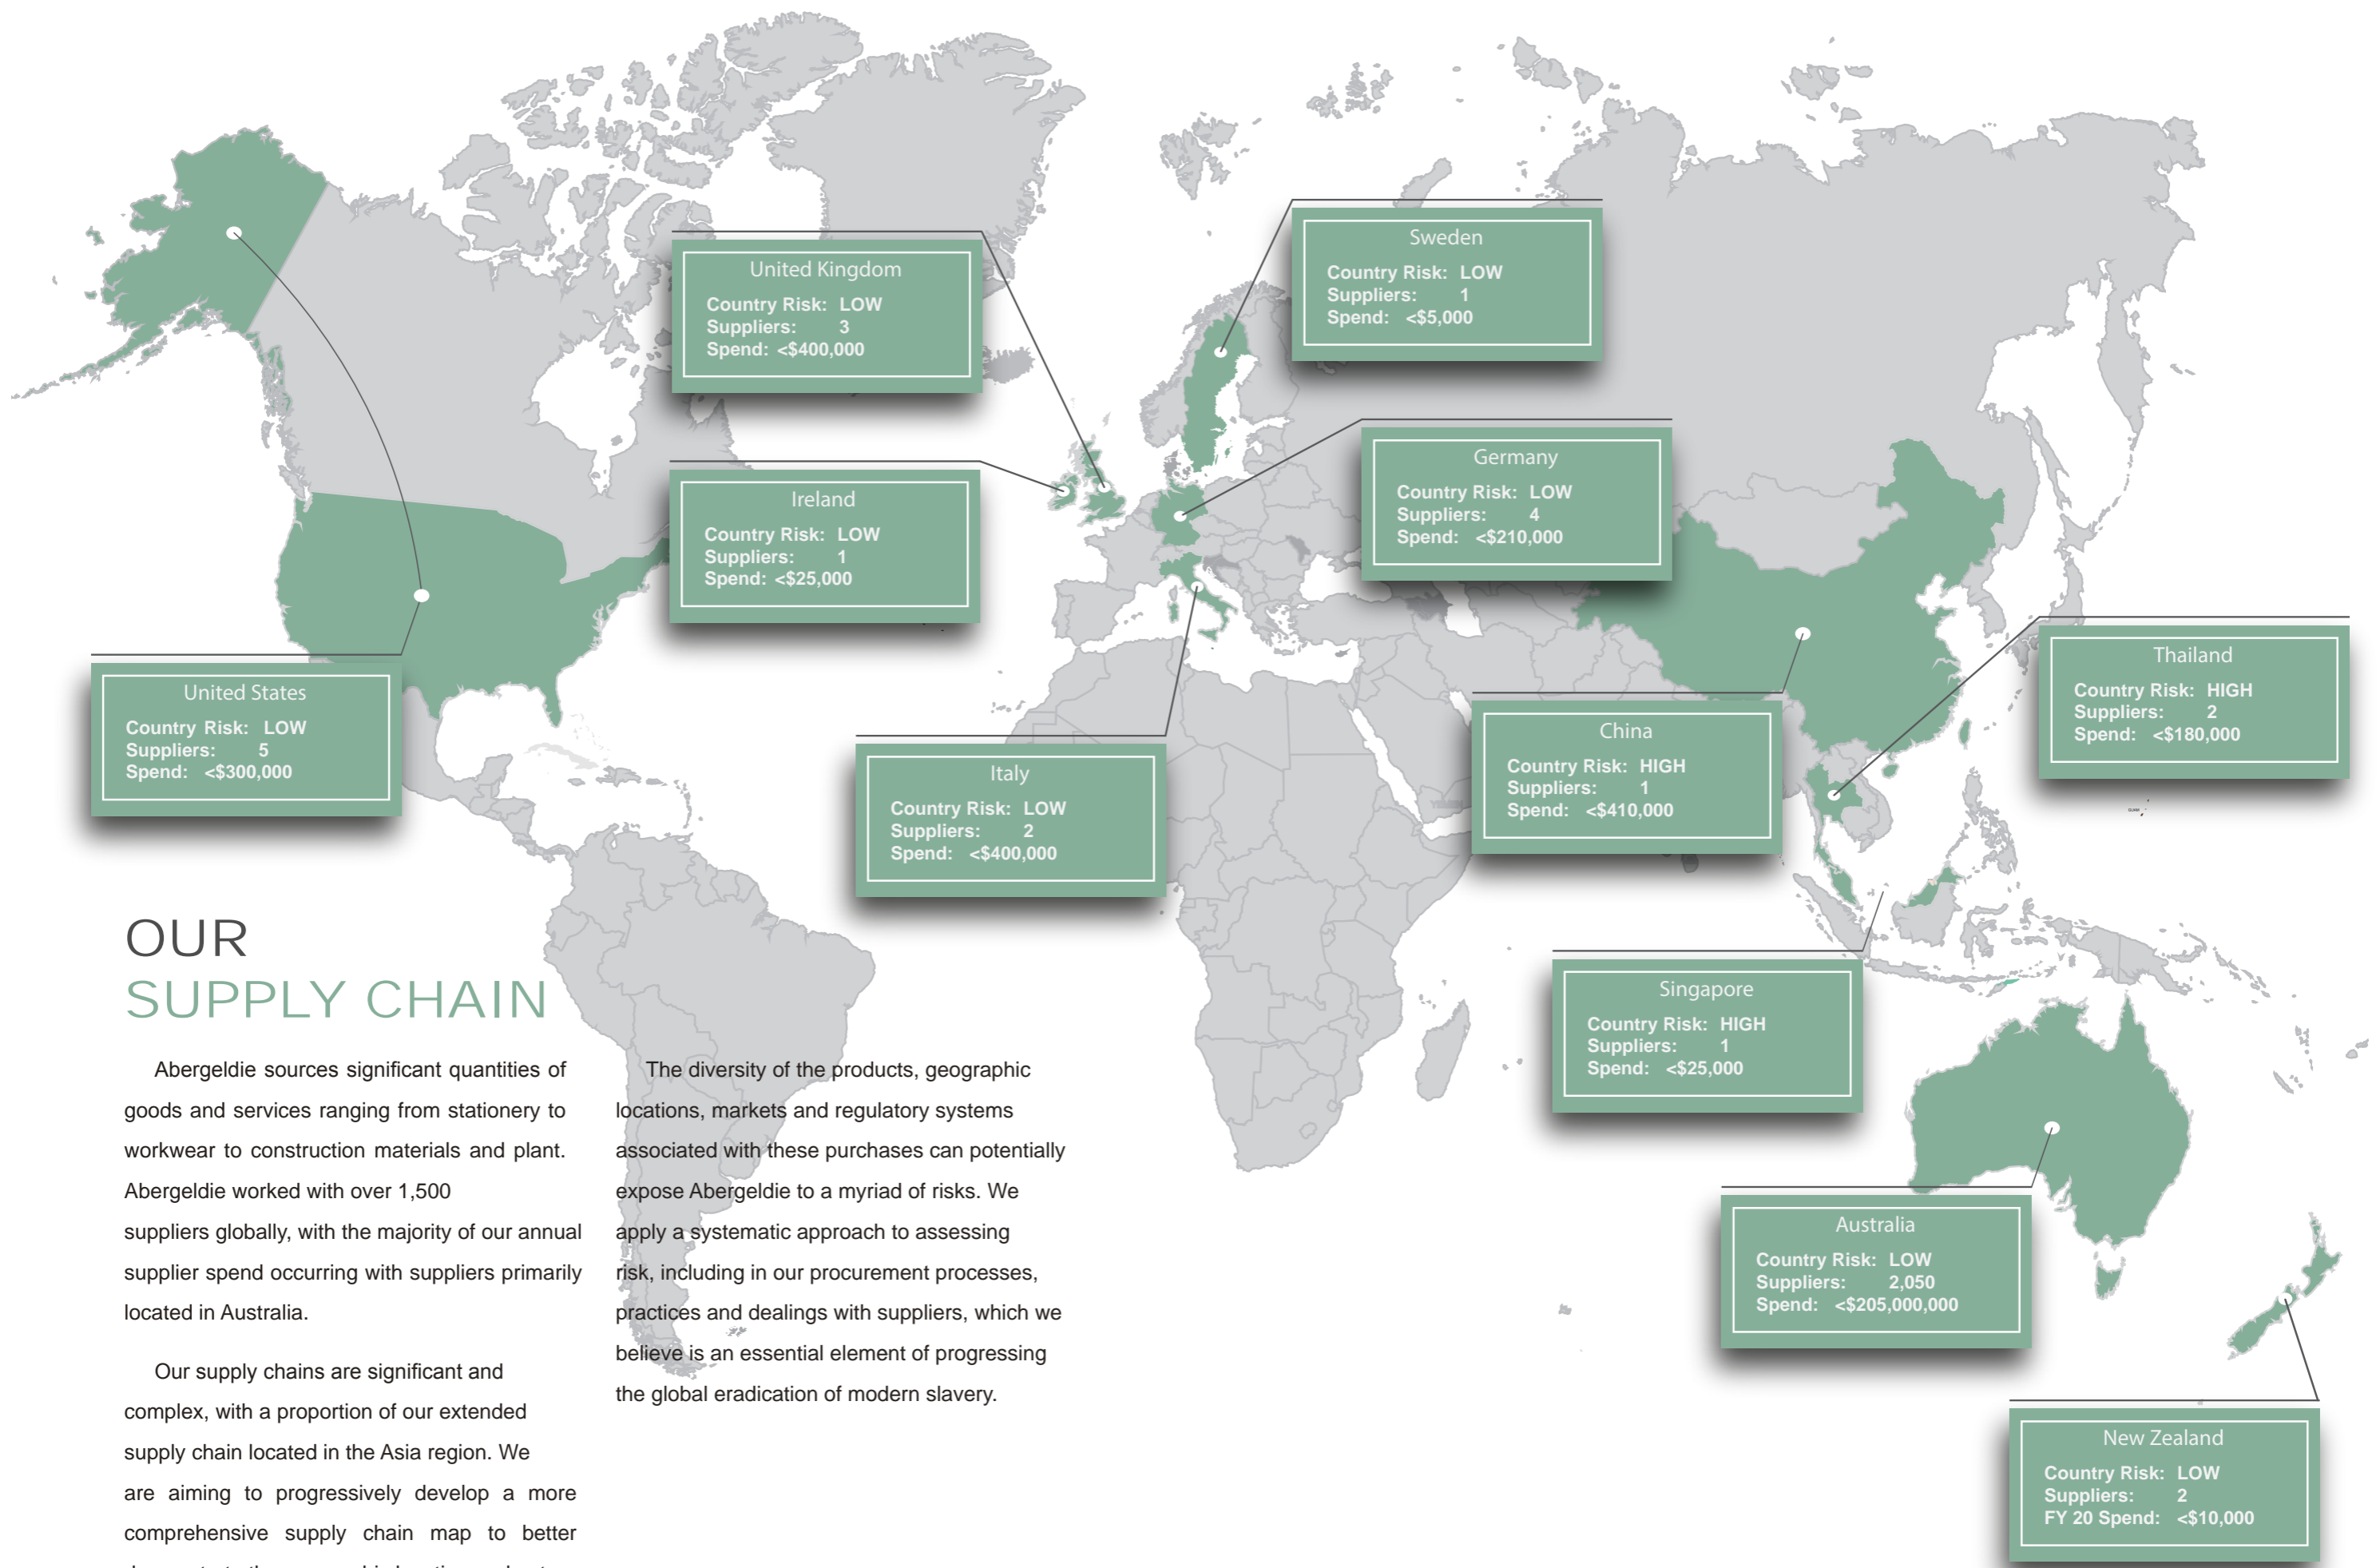 United Kingdom
Country Risk: LOW
Suppliers: 3
Spend: <$400,000
Sweden
Country Risk: LOW
Suppliers: 1
Spend: <$5,000
Ireland
Country Risk: LOW
Suppliers: 1
Spend: <$25,000
Germany
Country Risk: LOW
Suppliers: 4
Spend: <$210,000
United States
Country Risk: LOW
Suppliers: 5
Spend: <$300,000
Italy
Country Risk: LOW
Suppliers: 2
Spend: <$400,000
China
Country Risk: HIGH
Suppliers: 1
Spend: <$410,000
Thailand
Country Risk: HIGH
Suppliers: 2
Spend: <$180,000
Singapore
Country Risk: HIGH
Suppliers: 1
Spend: <$25,000
Australia
Country Risk: LOW
Suppliers: 2,050
Spend: <$205,000,000
New Zealand
Country Risk: LOW
Suppliers: 2
FY 20 Spend: <$10,000
OUR
SUPPLY CHAIN
Abergeldie sources significant quantities of
goods and services ranging from stationery to
workwear to construction materials and plant.
Abergeldie worked with over 1,500
suppliers globally, with the majority of our annual
supplier spend occurring with suppliers primarily
located in Australia.
Our supply chains are significant and
complex, with a proportion of our extended
supply chain located in the Asia region. We
are aiming to progressively develop a more
comprehensive supply chain map to better
The diversity of the products, geographic
locations, markets and regulatory systems
associated with these purchases can potentially
expose Abergeldie to a myriad of risks. We
apply a systematic approach to assessing
risk, including in our procurement processes,
practices and dealings with suppliers, which we
believe is an essential element of progressing
the global eradication of modern slavery.